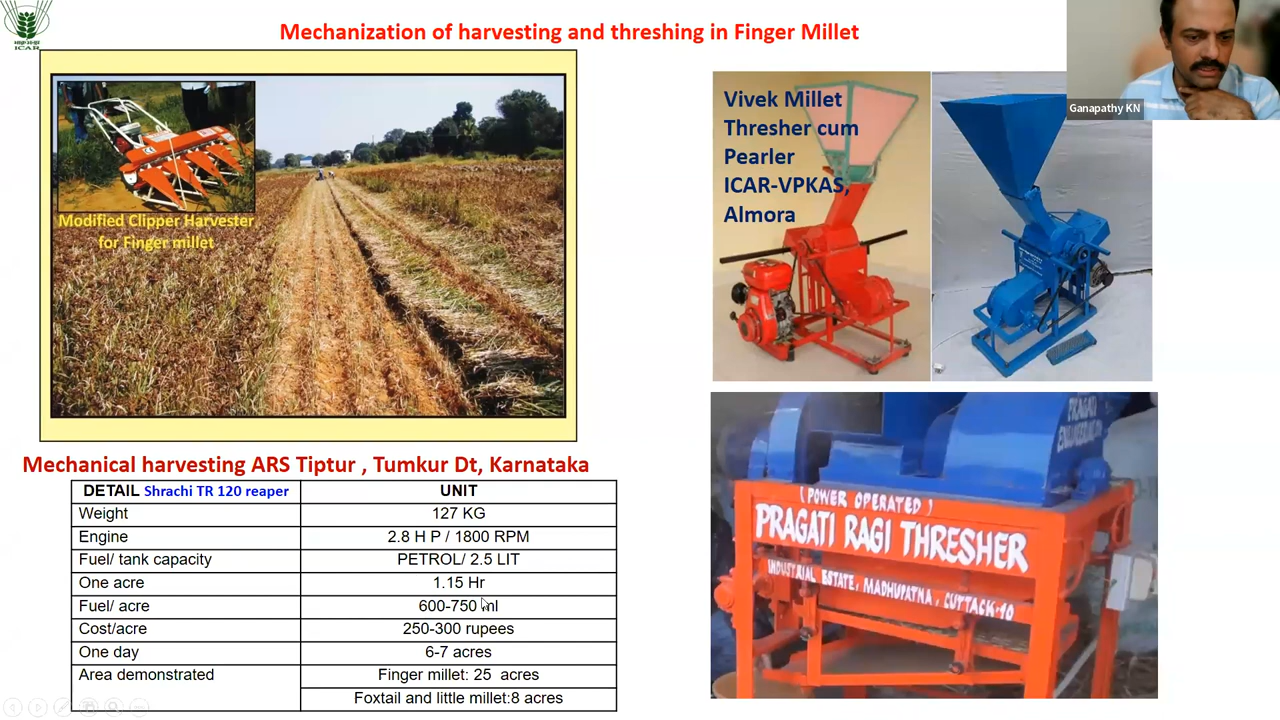 ICAR
Mechanization of harvesting and threshing in Finger Millet
Ganapathy KN
Modified Clipper Harvester
for Finger millet
Vivek Millet
Thresher cum
Pearler
ICAR-VPKAS,
Almora
Mechanical harvesting ARS Tiptur , Tumkur Dt, Karnataka
DETAIL Shrachi TR 120 reaper UNIT
Weight 127 KG
Engine 2.8 H P / 1800 RPM
Fuel/ tank capacity PETROL/ 2.5 LIT
One acre 1.15 Hr
Fuel/ acre 600-750 ml
Cost/acre 250-300 rupees
One day 6-7 acres
Area demonstrated Finger millet: 25 acres
Foxtail and little millet:8 acres
PRAGATI
(POWER OPERATED)
PRAGATI RAGI THRESHER
INDUSTRIAL ESTATE, MADHUPATNA, CUTTACK-10